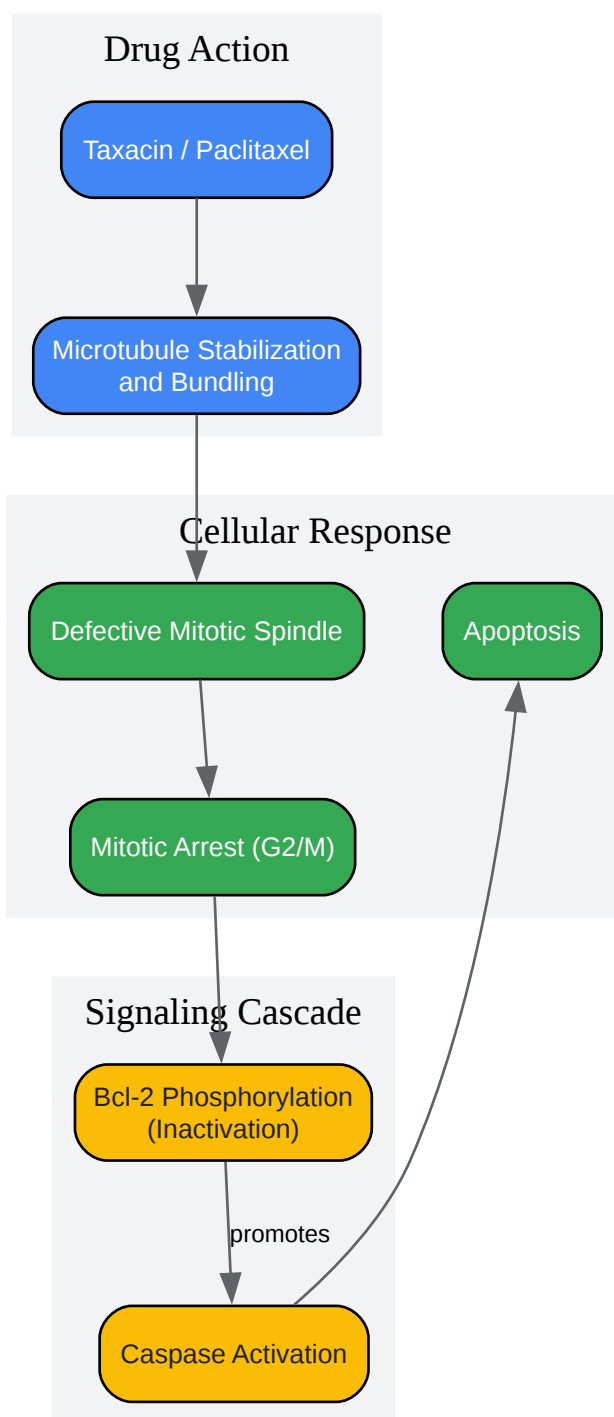 Drug Action
Taxacin / Paclitaxel
Microtubule Stabilization
and Bundling
Cellular Response
Defective Mitotic Spindle
Apoptosis
Mitotic Arrest (G2/M)
Signaling Cascade
Bcl-2 Phosphorylation
(Inactivation)
promotes
Caspase Activation